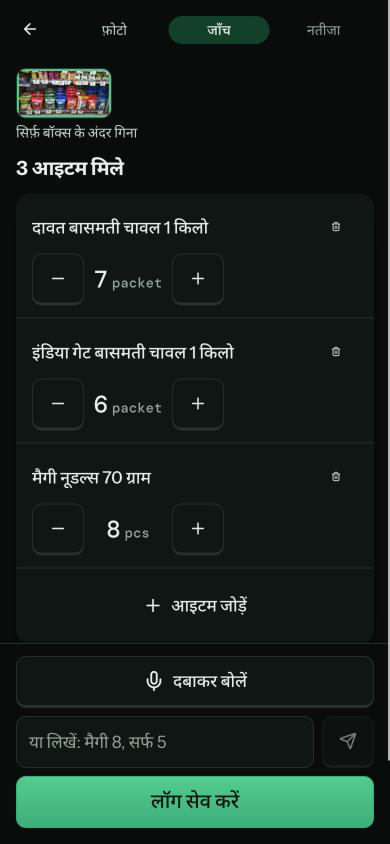 फ़ोटो
जाँच
नतीजा
सिर्फ़ बॉक्स के अंदर गिना
3 आइटम मिले
दावत बासमती चावल 1 किलो
7 packet
इंडिया गेट बासमती चावल 1 किलो
6 packet
मैगी नूडल्स 70 ग्राम
8 pcs
+ आइटम जोड़ें
दबाकर बोलें
या लिखें: मैगी 8, सर्फ 5
लॉग सेव करें